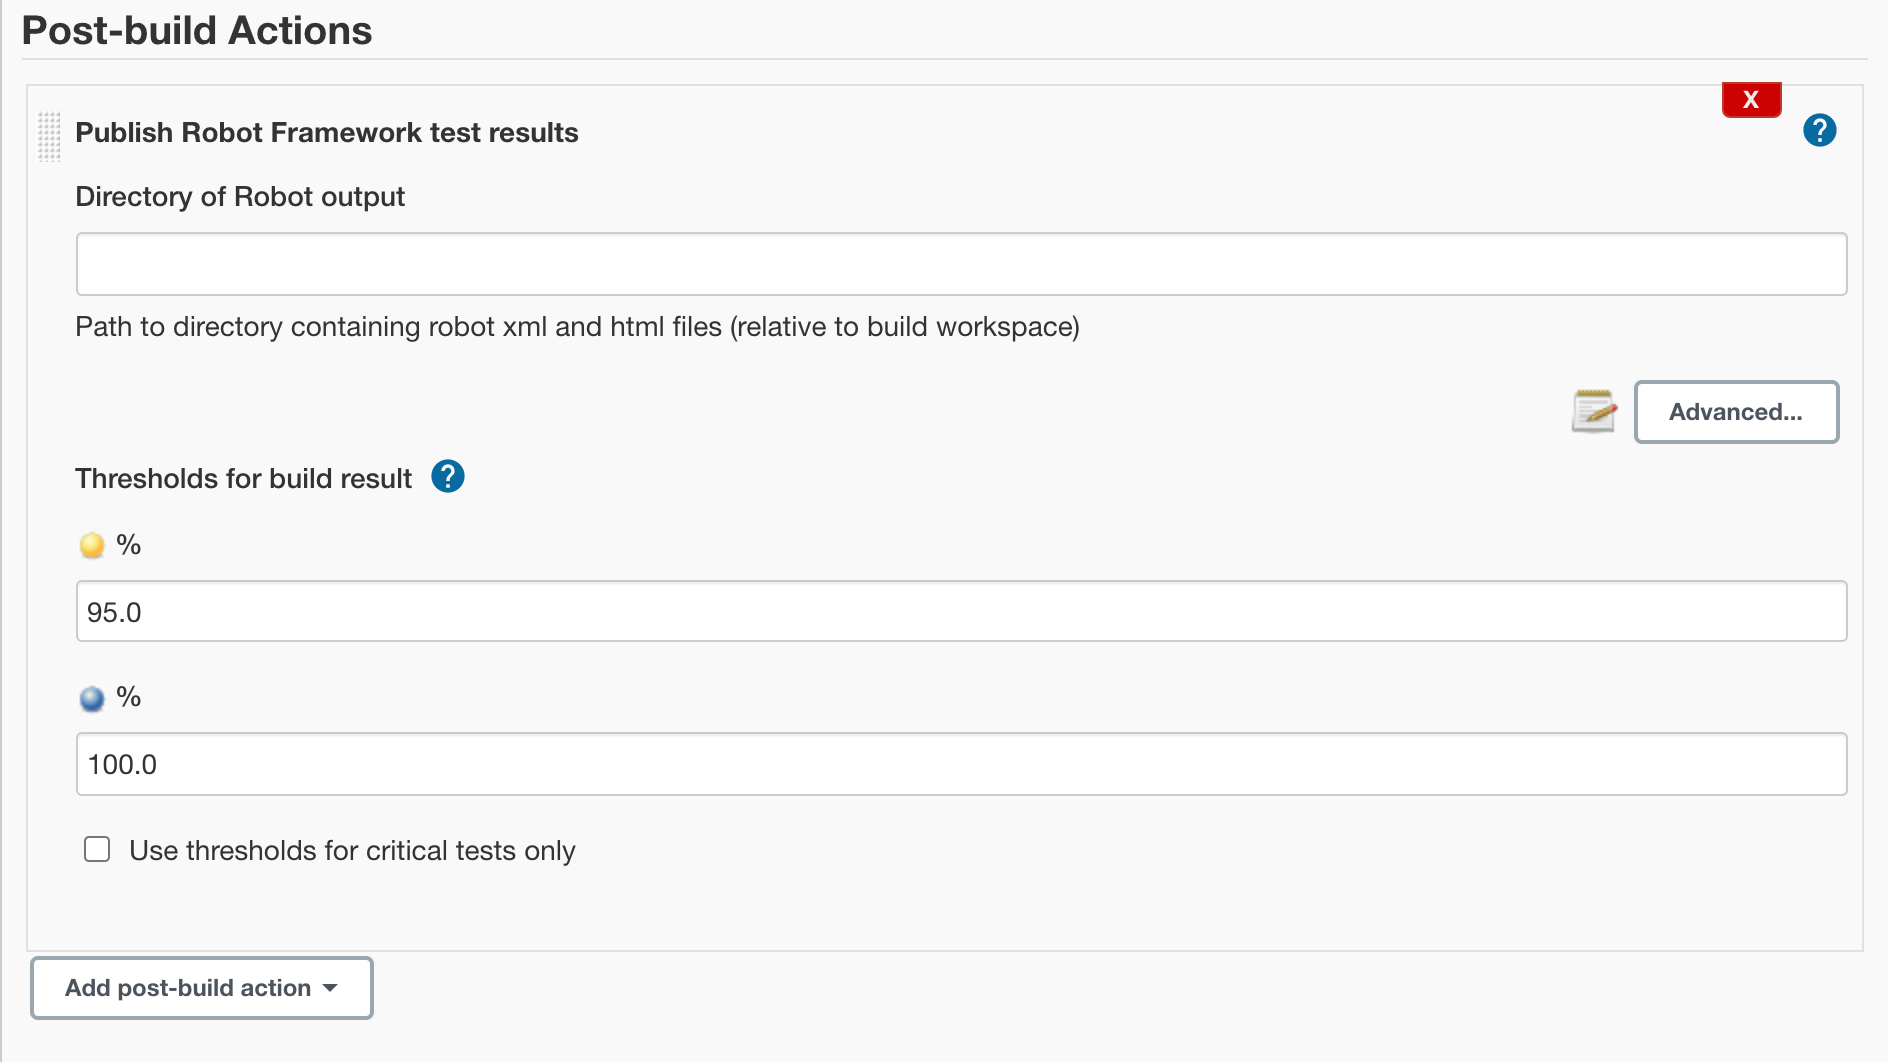 Post-build Actions
X
Publish Robot Framework test results
?
Directory of Robot output
Path to directory containing robot xml and html files (relative to build workspace)
Advanced...
Thresholds for build result ?
%
95.0
%
100.0
Use thresholds for critical tests only
Add post-build action